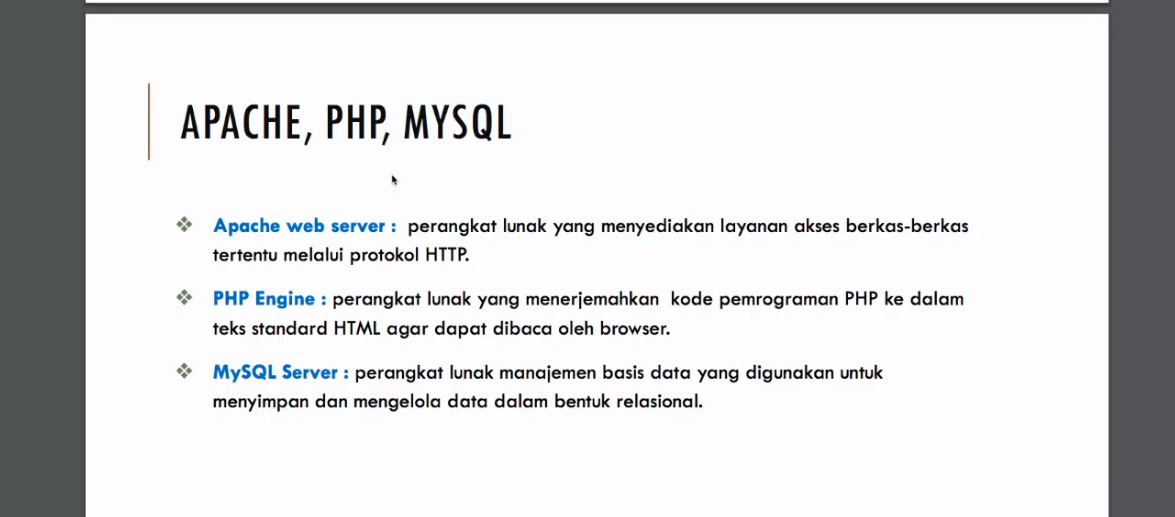 APACHE, PHP, MYSQL
Apache web server : perangkat lunak yang menyediakan layanan akses berkas-berkas
tertentu melalui protokol HTTP.
PHP Engine : perangkat lunak yang menerjemahkan kode pemrograman PHP ke dalam
teks standard HTML agar dapat dibaca oleh browser.
MySQL Server : perangkat lunak manajemen basis data yang digunakan untuk
menyimpan dan mengelola data dalam bentuk relasional.